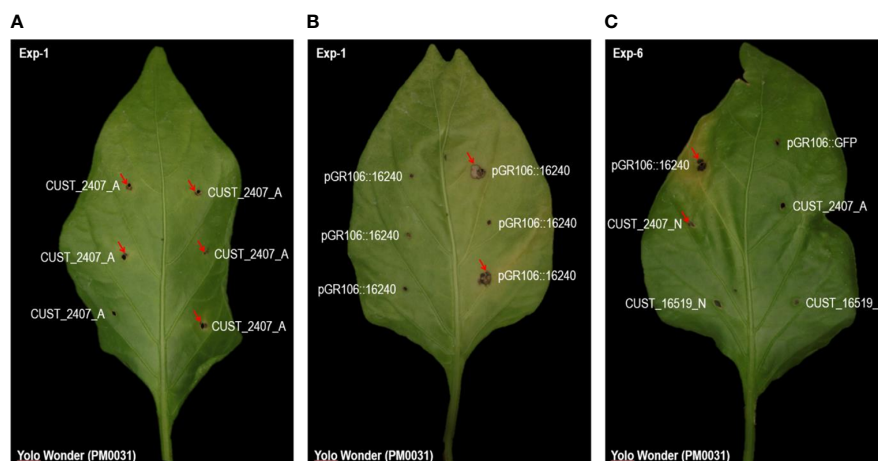 A
B
C
Exp-1
Exp-1
Exp-6
CUST_2407_A
CUST_2407_A
CUST_2407_A
CUST_2407_A
CUST_2407_A
CUST_2407_A
Yolo Wonder (PM0031)
pGR106::16240
pGR106::16240
pGR106::16240
pGR106::16240
pGR106::16240
pGR106::16240
Yolo Wonder (PM0031)
pGR106::GFP
pGR106::16240
CUST_2407_A
CUST_2407_N
CUST_16519_N
CUST_16519_
Yolo Wonder (PM0031)